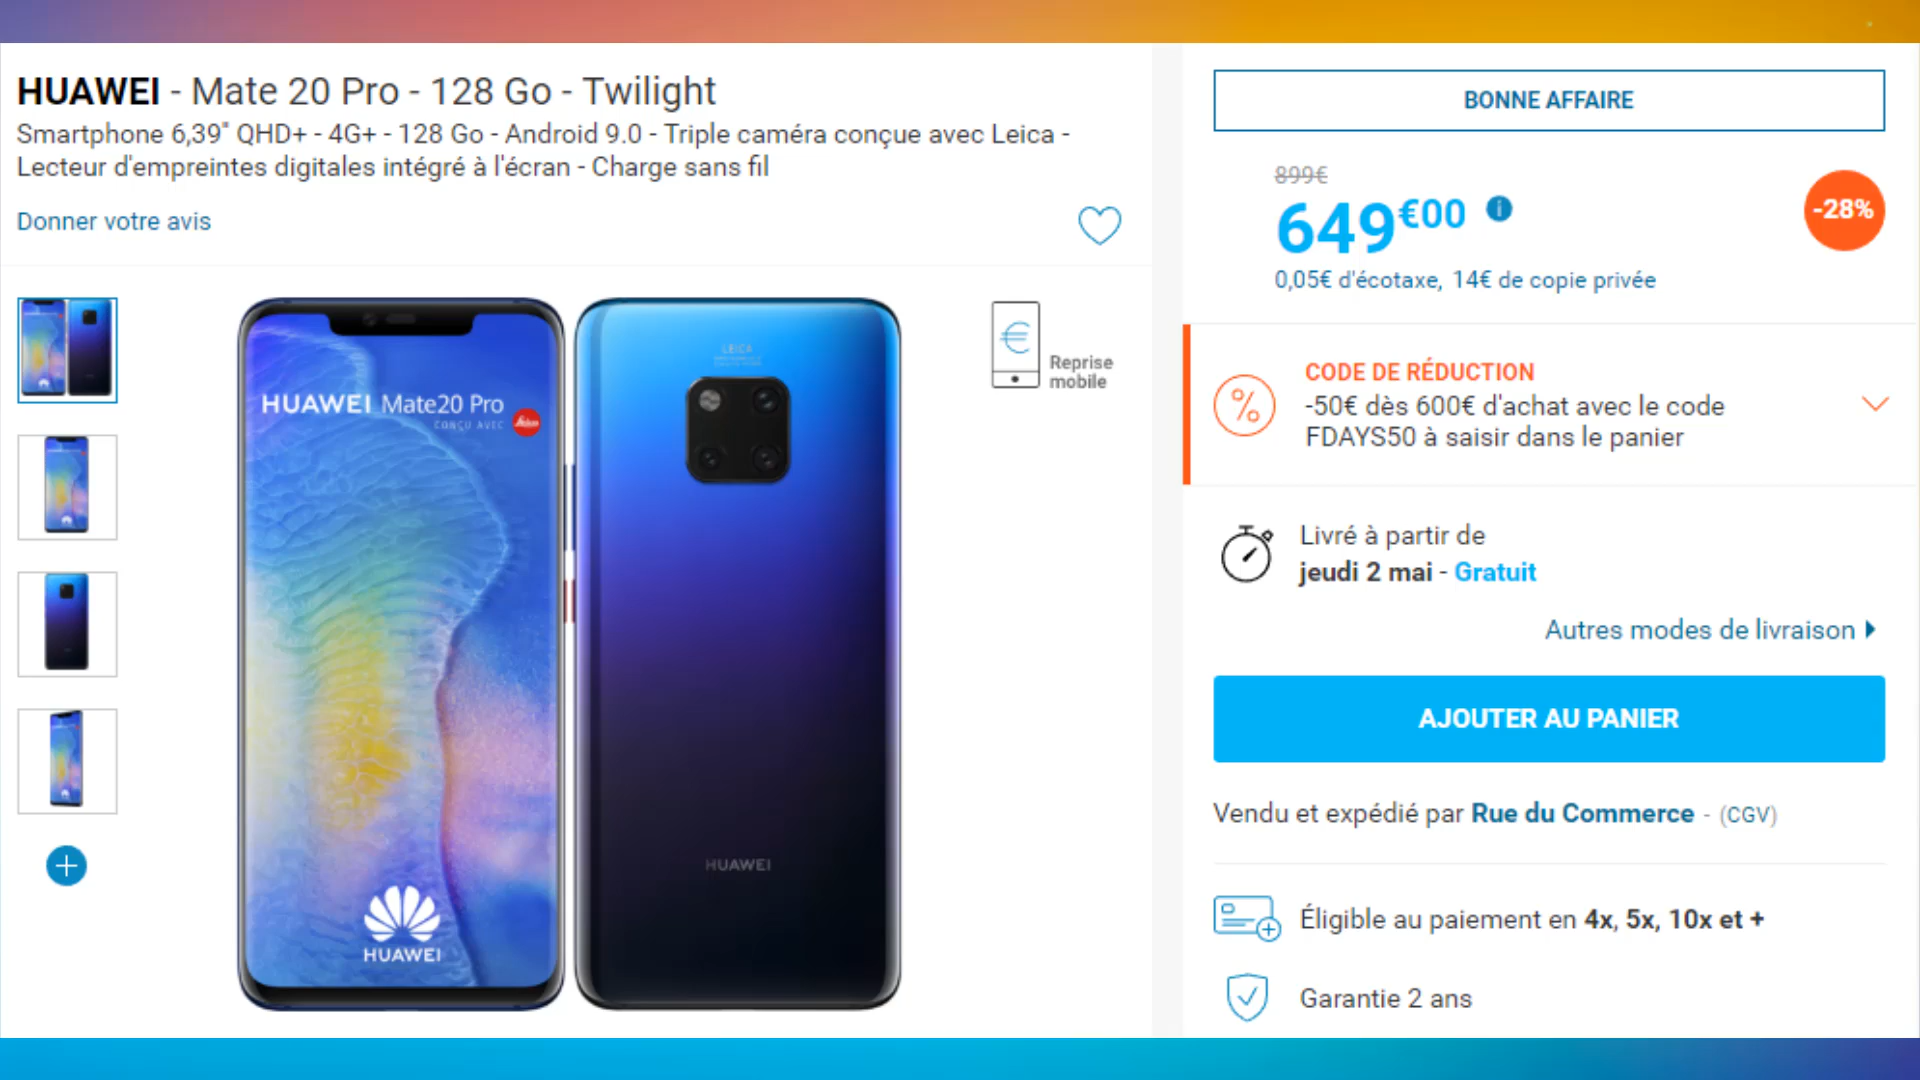 HUAWEI - Mate 20 Pro - 128 Go - Twilight
Smartphone 6,39" QHD+ - 4G+ - 128 Go - Android 9.0 - Triple caméra conçue avec Leica -
Lecteur d'empreintes digitales intégré à l'écran - Charge sans fil
Donner votre avis
HUAWEI Mate20 Pro
CONÇU AVEC
HUAWEI
LEICA
HUAWEI
Reprise
mobile
BONNE AFFAIRE
899€
649€00
-28%
0,05€ d'écotaxe, 14€ de copie privée
CODE DE RÉDUCTION
-50€ dès 600€ d'achat avec le code
FDAYS50 à saisir dans le panier
Livré à partir de
jeudi 2 mai - Gratuit
Autres modes de livraison
AJOUTER AU PANIER
Vendu et expédié par Rue du Commerce - (CGV)
Éligible au paiement en 4x, 5x, 10x et +
Garantie 2 ans